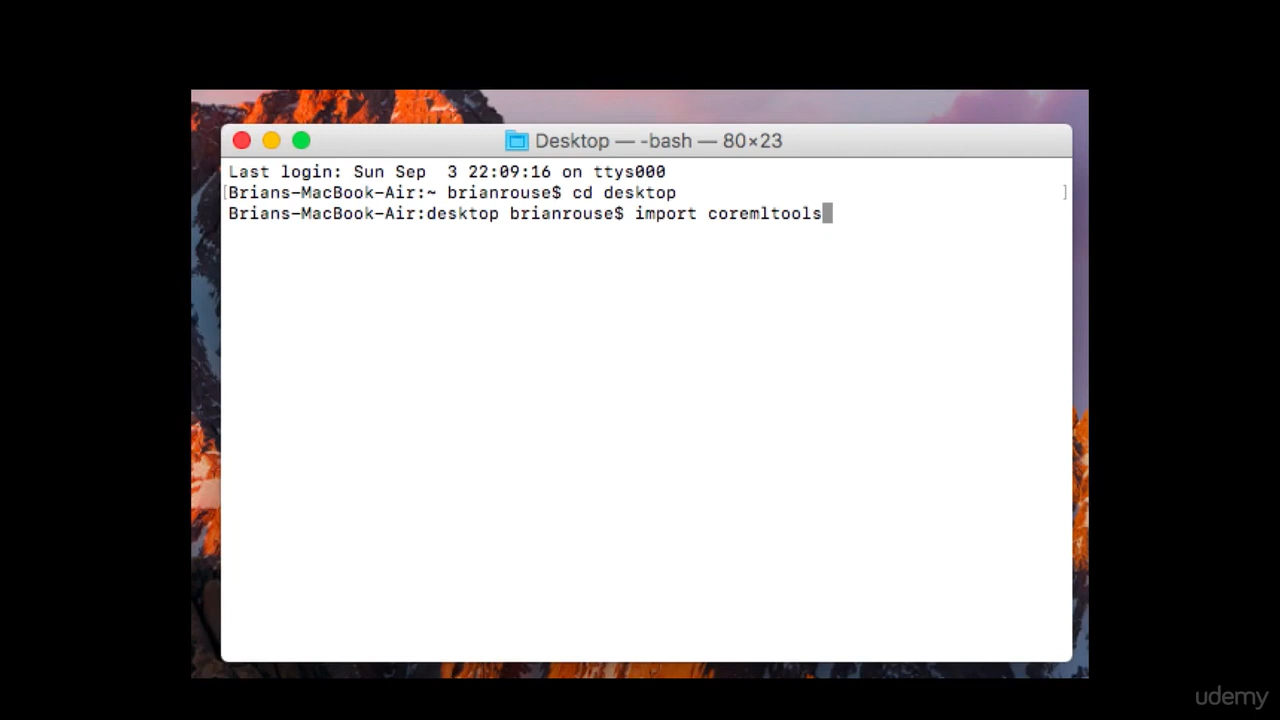 Desktop — -bash — 80×23
Last login: Sun Sep  3 22:09:16 on ttys000
[Brians-MacBook-Air:~ brianrouse$ cd desktop ]
Brians-MacBook-Air:desktop brianrouse$ import coremltools
udemy